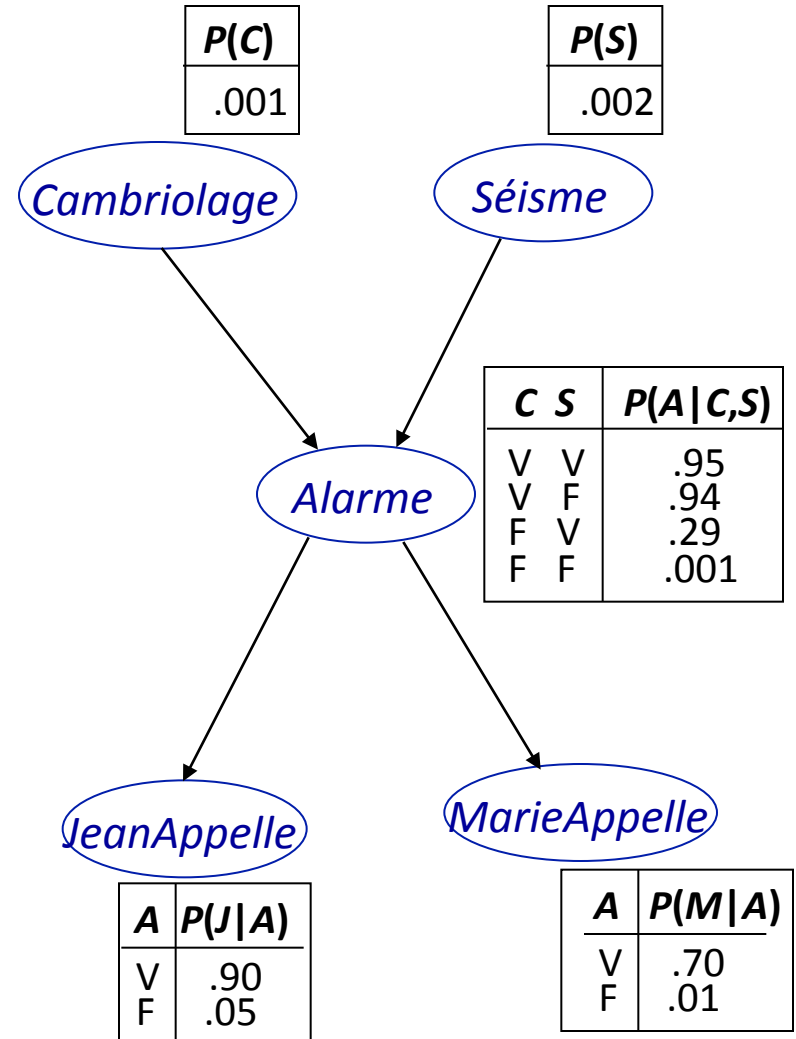 P(C)
.001
P(S)
.002
Cambriolage
Séisme
C S P(A|C,S)
V V .95
V F .94
F V .29
F F .001
Alarme
JeanAppelle
MarieAppelle
A P(J|A)
V .90
F .05
A P(M|A)
V .70
F .01